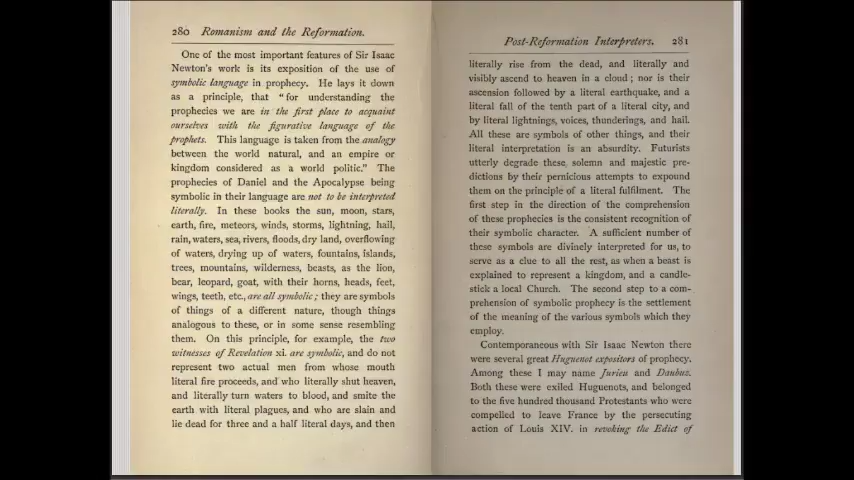 280 Romanism and the Reformation.
One of the most important features of Sir Isaac
Newton's work is its exposition of the use of
symbolic language in prophecy. He lays it down
as a principle, that "for understanding the
prophecies we are in the first place to acquaint
ourselves with the figurative language of the
prophets. This language is taken from the analogy
between the world natural, and an empire or
kingdom considered as a world politic." The
prophecies of Daniel and the Apocalypse being
symbolic in their language are not to be interpreted
literally. In these books the sun, moon, stars,
earth, fire, meteors, winds, storms, lightning, hail,
rain, waters, sea, rivers, floods, dry land, overflowing
of waters, drying up of waters, fountains, islands,
trees, mountains, wilderness, beasts, as the lion,
bear, leopard, goat, with their horns, heads, feet,
wings, teeth, etc., are all symbolic; they are symbols
of things of a different nature, though things
analogous to these, or in some sense resembling
them. On this principle, for example, the two
witnesses of Revelation xi. are symbolic, and do not
represent two actual men from whose mouth
literal fire proceeds, and who literally shut heaven,
and literally turn waters to blood, and smite the
earth with literal plagues, and who are slain and
lie dead for three and a half literal days, and then
Post-Reformation Interpreters. 281
literally rise from the dead, and literally and
visibly ascend to heaven in a cloud; nor is their
ascension followed by a literal earthquake, and a
literal fall of the tenth part of a literal city, and
by literal lightnings, voices, thunderings, and hail.
All these are symbols of other things, and their
literal interpretation is an absurdity. Futurists
utterly degrade these solemn and majestic pre-
dictions by their pernicious attempts to expound
them on the principle of a literal fulfilment. The
first step in the direction of the comprehension
of these prophecies is the consistent recognition of
their symbolic character. A sufficient number of
these symbols are divinely interpreted for us, to
serve as a clue to all the rest, as when a beast is
explained to represent a kingdom, and a candle-
stick a local Church. The second step to a com-
prehension of symbolic prophecy is the settlement
of the meaning of the various symbols which they
employ.
Contemporaneous with Sir Isaac Newton there
were several great Huguenot expositors of prophecy.
Among these I may name Jurieu and Daubuz.
Both these were exiled Huguenots, and belonged
to the five hundred thousand Protestants who were
compelled to leave France by the persecuting
action of Louis XIV. in revoking the Edict of